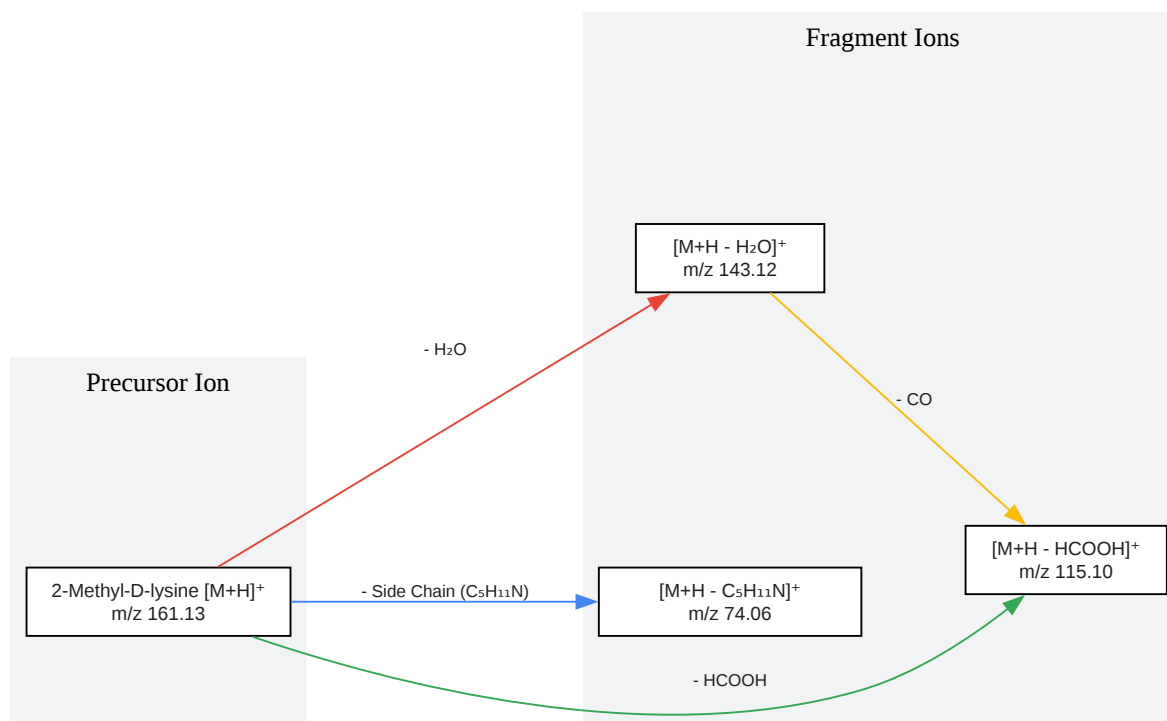 Fragment Ions
[M+H - H₂O]⁺
m/z 143.12
- H₂O
Precursor Ion
- CO
[M+H - HCOOH]⁺
m/z 115.10
2-Methyl-D-lysine [M+H]⁺
m/z 161.13
- Side Chain (C₅H₁₁N)
[M+H - C₅H₁₁N]⁺
m/z 74.06
- HCOOH